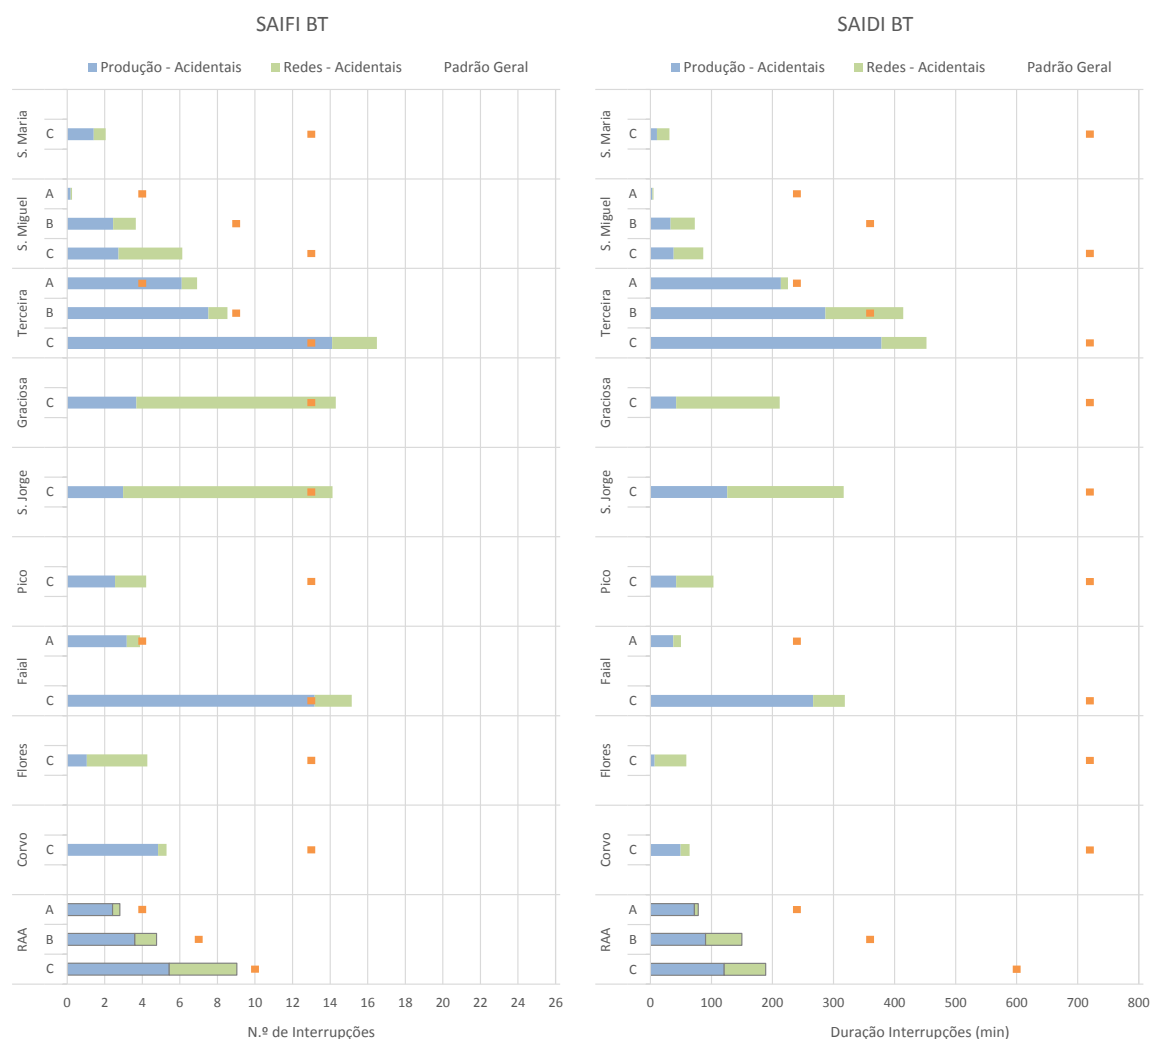 SAIFI BT
Produção - Acidentais Redes - Acidentais Padrão Geral
S. Maria
C
S. Miguel
A
B
C
Terceira
A
B
C
Graciosa
C
S. Jorge
C
Pico
C
Faial
A
C
Flores
C
Corvo
C
RAA
A
B
C
0 2 4 6 8 10 12 14 16 18 20 22 24 26
N.º de Interrupções
SAIDI BT
Produção - Acidentais Redes - Acidentais Padrão Geral
S. Maria
C
S. Miguel
A
B
C
Terceira
A
B
C
Graciosa
C
S. Jorge
C
Pico
C
Faial
A
C
Flores
C
Corvo
C
RAA
A
B
C
0 100 200 300 400 500 600 700 800
Duração Interrupções (min)